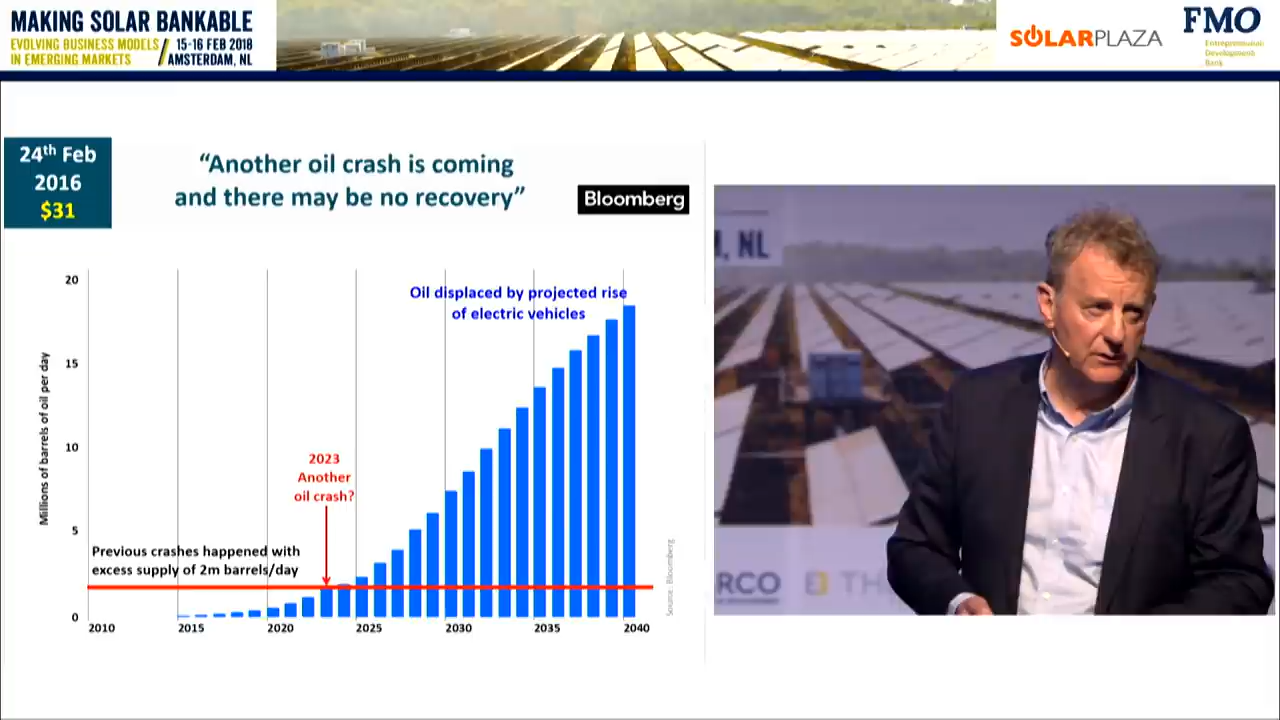 MAKING SOLAR BANKABLE
EVOLVING BUSINESS MODELS
IN EMERGING MARKETS
15-16 FEB 2018
AMSTERDAM, NL
SOLARPLAZA
FMO
Entrepreneurial
Development
Bank
24th Feb
2016
$31
“Another oil crash is coming
and there may be no recovery”
Bloomberg
Oil displaced by projected rise
of electric vehicles
Millions of barrels of oil per day
20
15
10
5
0
2023
Another
oil crash?
Previous crashes happened with
excess supply of 2m barrels/day
2010
2015
2020
2025
2030
2035
2040
Source: Bloomberg
, NL
RCO
TH